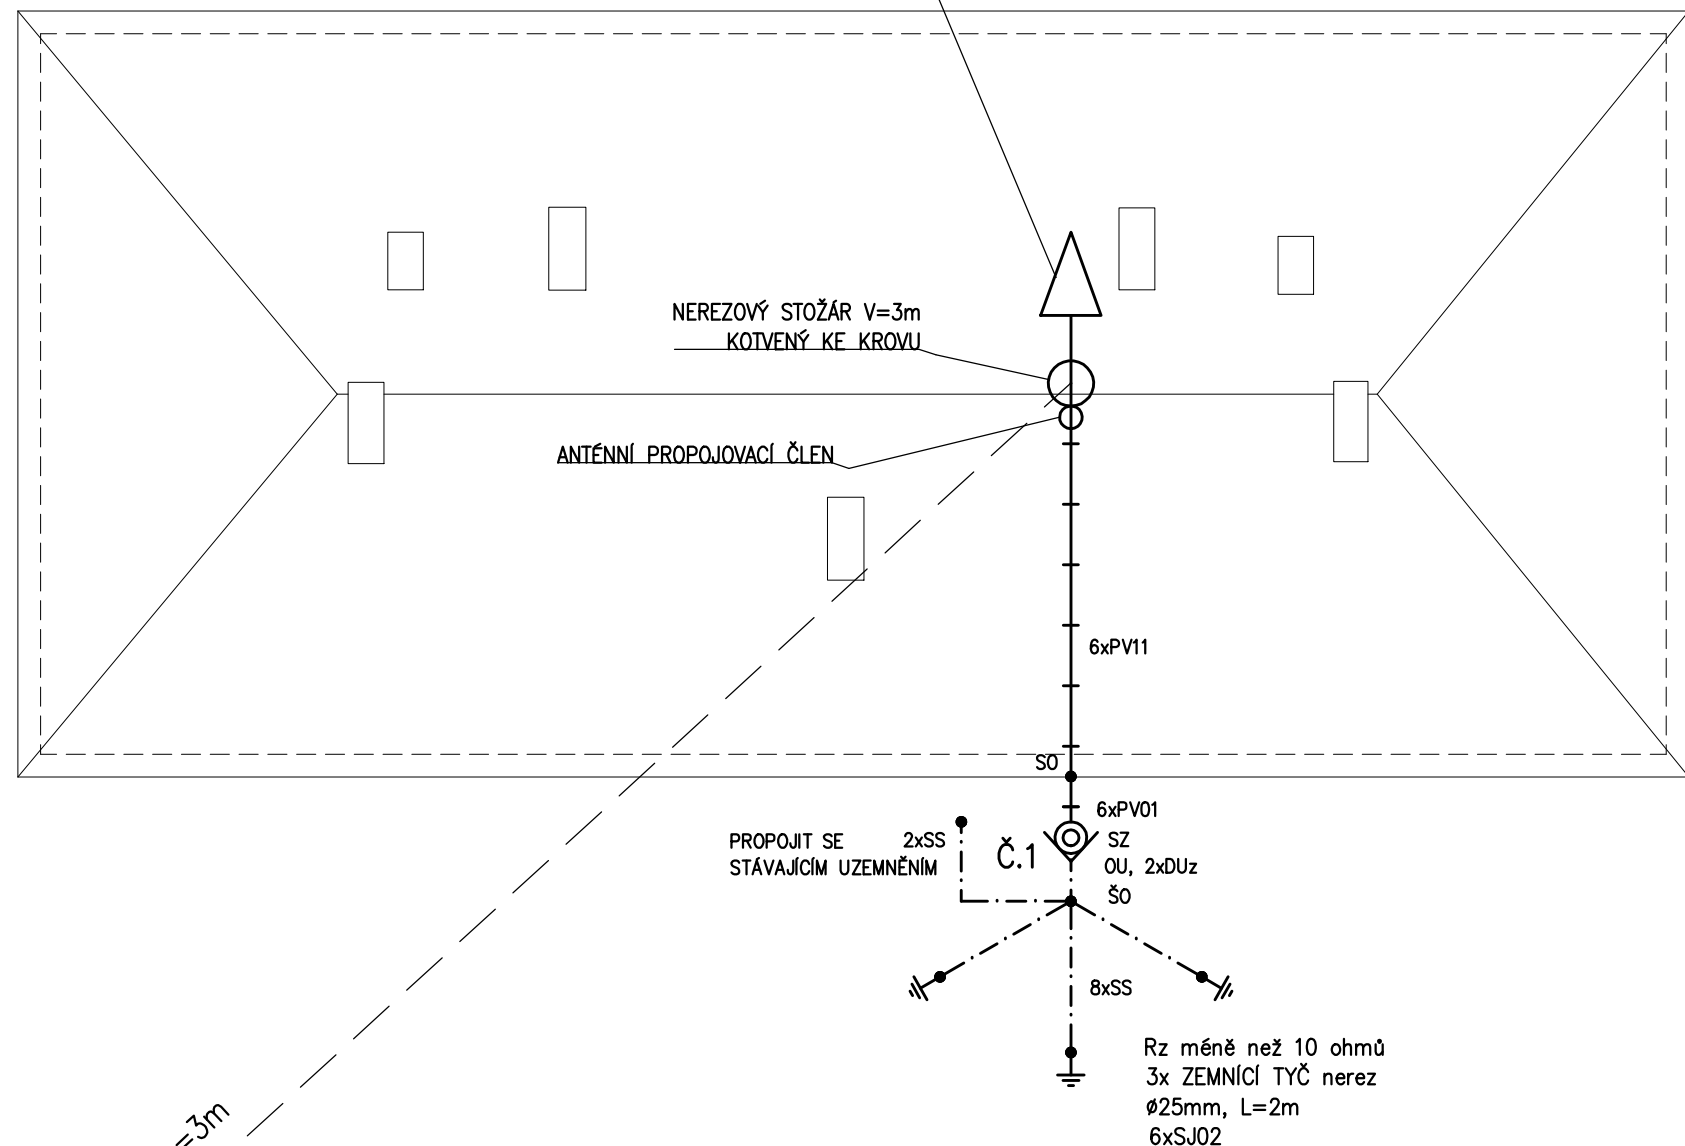 NEREZOVÝ STOŽÁR V=3m
KOTVENÝ KE KROVU
ANTÉNNÍ PROPOJOVACÍ ČLEN
6xPV11
SO
6xPV01
PROPOJIT SE
2xSS
STÁVAJÍCÍM UZEMNĚNÍM
Č.1
SZ
OU, 2xDUz
ŠO
8xSS
Rz méně než 10 ohmů
3x ZEMNÍCÍ TYČ nerez
ø25mm, L=2m
6xSJ02
=3m